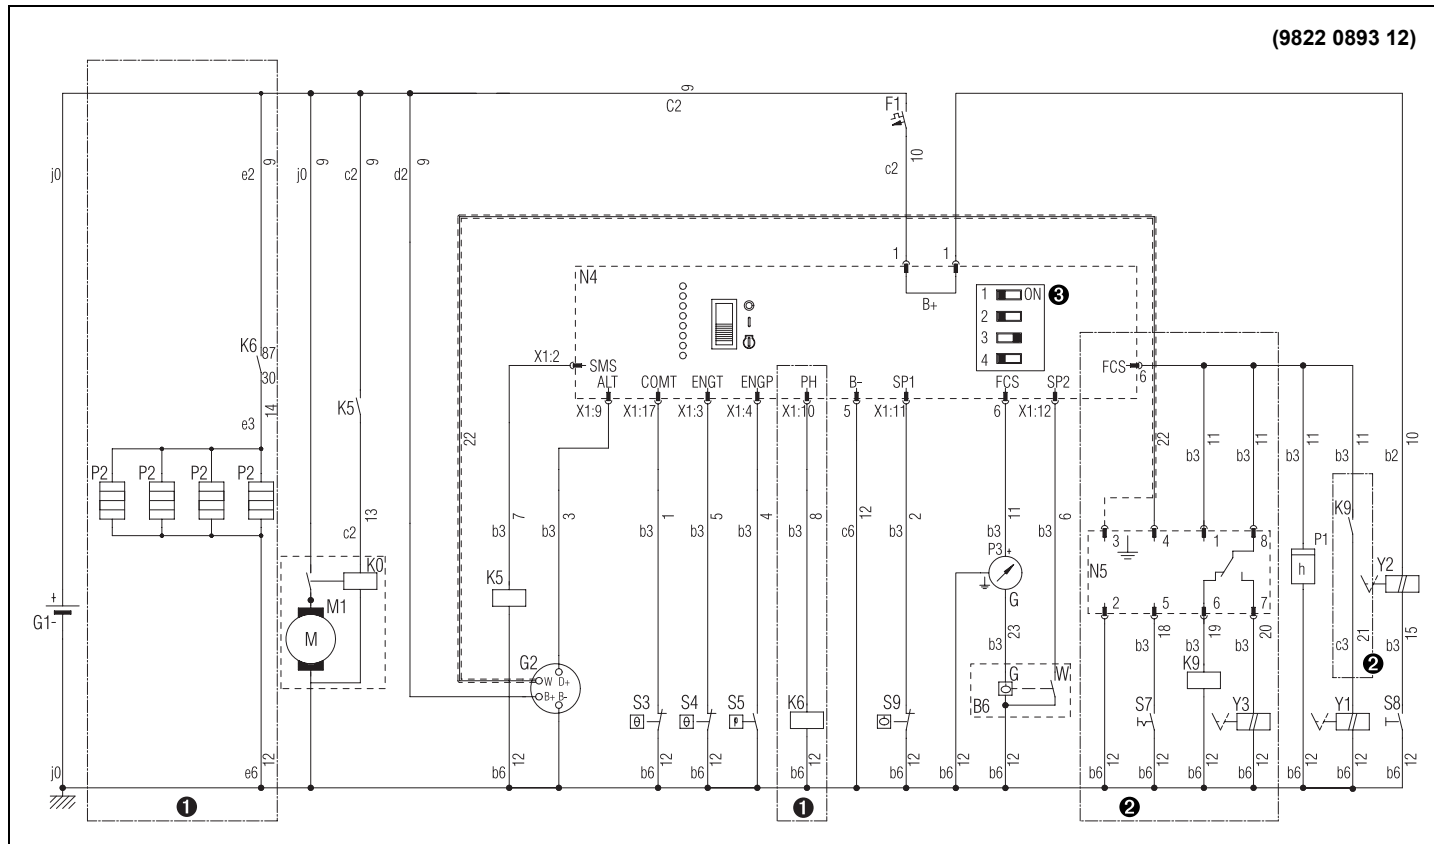 (9822 0893 12)
9
C2
F1
j0
e2
9
j0
9
c2
9
d2
9
c2
10
1
1
N4
B+
1
ON
3
2
3
4
K6
87
30
14
e3
K5
X1:2
SMS
ALT
COMT
ENGT
ENGP
PH
B-
SP1
FCS
SP2
FCS
6
X1:9
X1:17
X1:3
X1:4
X1:10
5
X1:11
6
X1:12
P2
P2
P2
P2
22
22
b3
11
b3
11
b3
11
b3
11
b2
10
c2
13
b3
7
b3
3
b3
1
b3
5
b3
4
b3
8
c6
12
b3
2
b3
11
b3
6
K9
3
4
1
8
P1
h
N5
2
5
6
7
Y2
K0
K5
P3
+
G
+
G1-
M1
M
b3
23
b3
18
b3
19
b3
20
c3
21
b3
15
2
G2
W
D+
B+
B-
G
W
B6
K9
S3
θ
S4
θ
S5
p
K6
S9
S7
Y3
Y1
S8
j0
e6
12
b6
12
b6
12
b6
12
b6
12
b6
12
b6
12
b6
12
b6
12
b6
12
b6
12
b6
12
b6
12
b6
12
b6
12
b6
12
b6
12
1
1
2